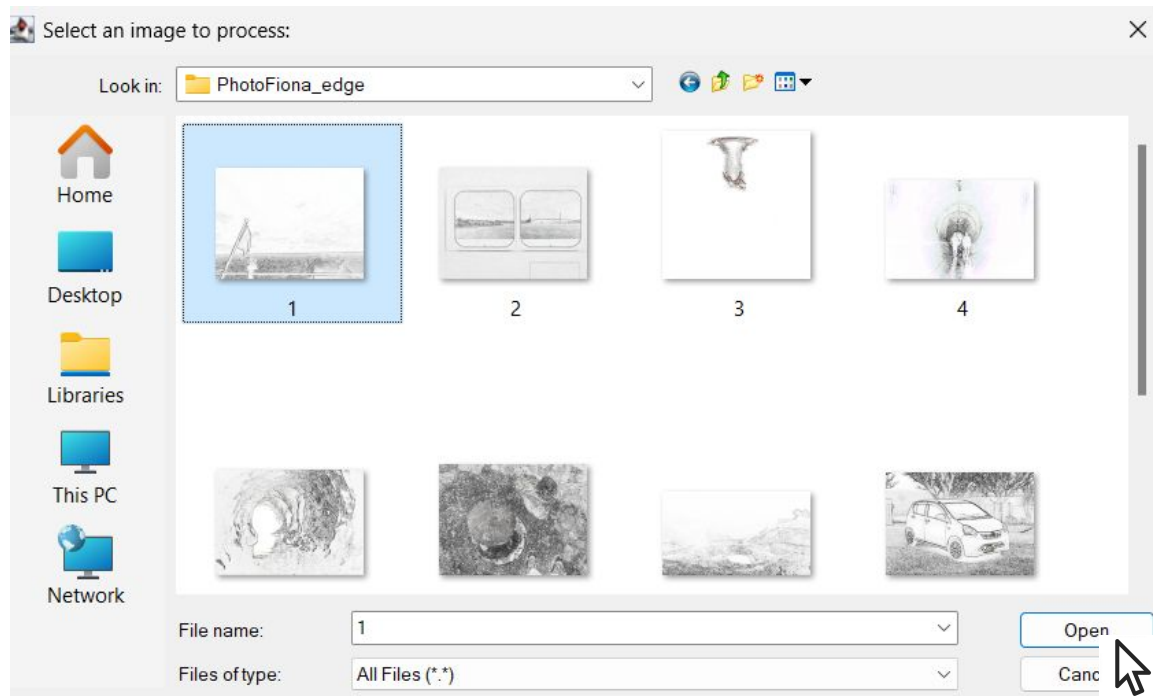 Select an image to process:
Look in: PhotoFiona_edge
Home
Desktop
Libraries
This PC
Network
1 2 3 4
File name: 1 Open
Files of type: All Files (*.*)